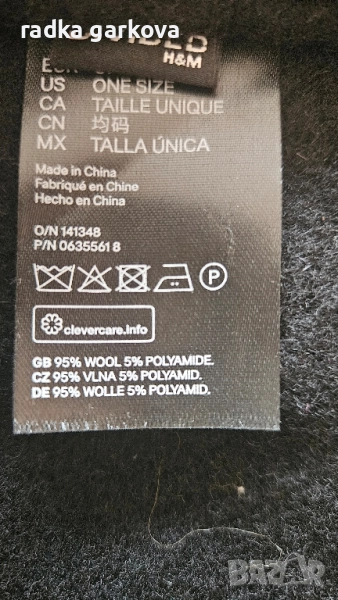 radka garkova
H&M
US ONE SIZE
CA TAILLE UNIQUE
CN 均码
MX TALLA ÚNICA
Made in China
Fabriqué en Chine
Hecho en China
O/N 141348
P/N 0635561 8
P
clevercare.info
GB 95% WOOL 5% POLYAMIDE.
CZ 95% VLNA 5% POLYAMID.
DE 95% WOLLE 5% POLYAMID.
BAZAR